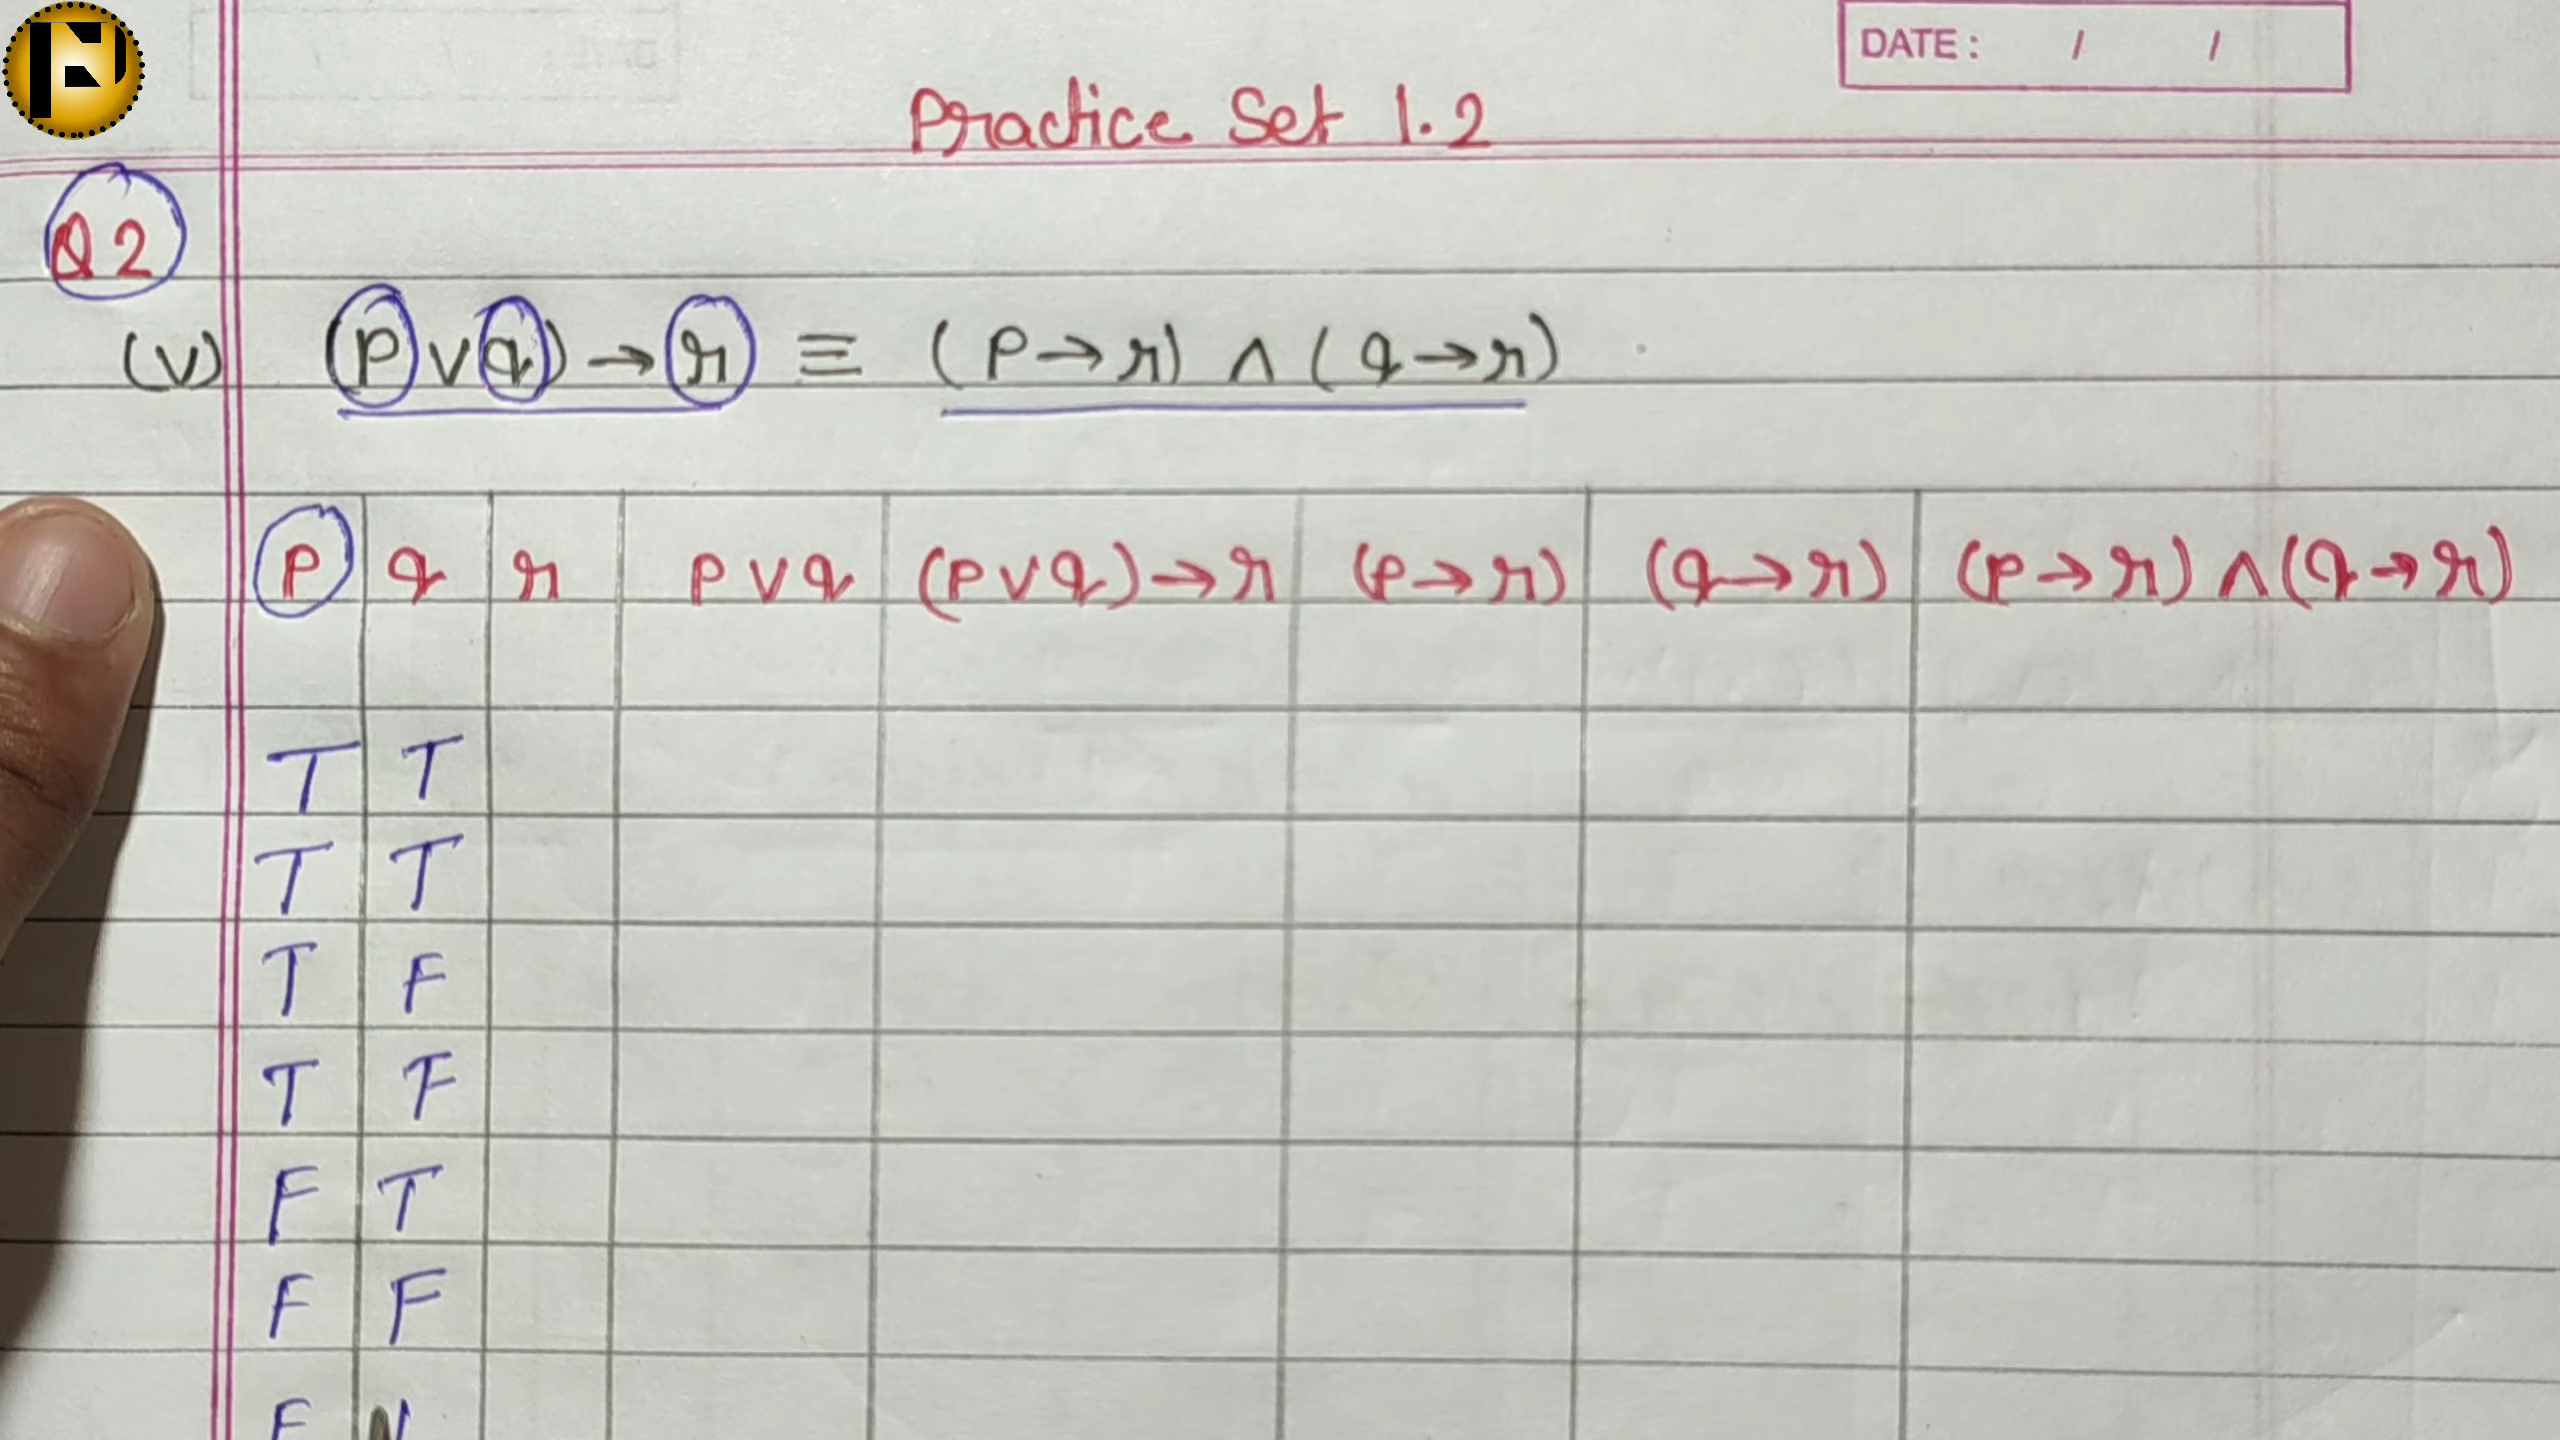 DATE: / /
Practice Set 1.2
Q2
(v) (p∨q)→r ≡ (p→r) ∧ (q→r)
p q r p∨q (p∨q)→r (p→r) (q→r) (p→r)∧(q→r)
T T
T T
T F
T F
F T
F F
F